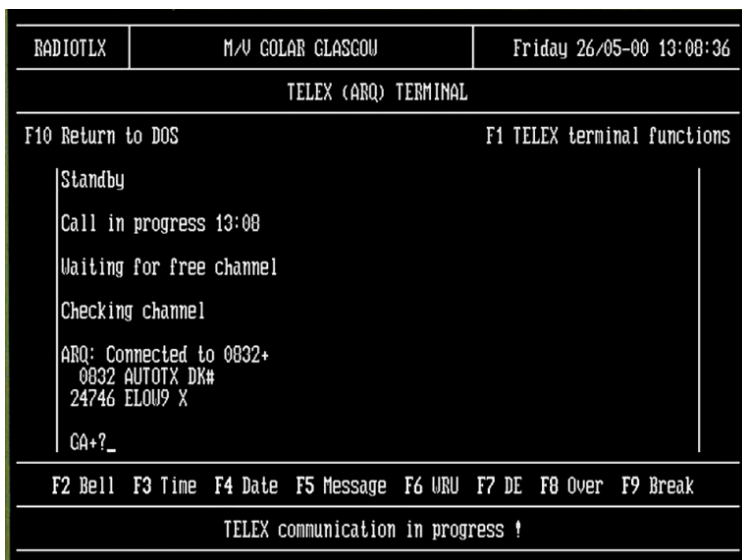 RADIOTLX M/V GOLAR GLASGOW Friday 26/05-00 13:08:36
TELEX (ARQ) TERMINAL
F10 Return to DOS F1 TELEX terminal functions
Standby
Call in progress 13:08
Waiting for free channel
Checking channel
ARQ: Connected to 0832+
0832 AUTOTX DK#
24746 ELOW9 X
GA+?_
F2 Bell F3 Time F4 Date F5 Message F6 WRU F7 DE F8 Over F9 Break
TELEX communication in progress !